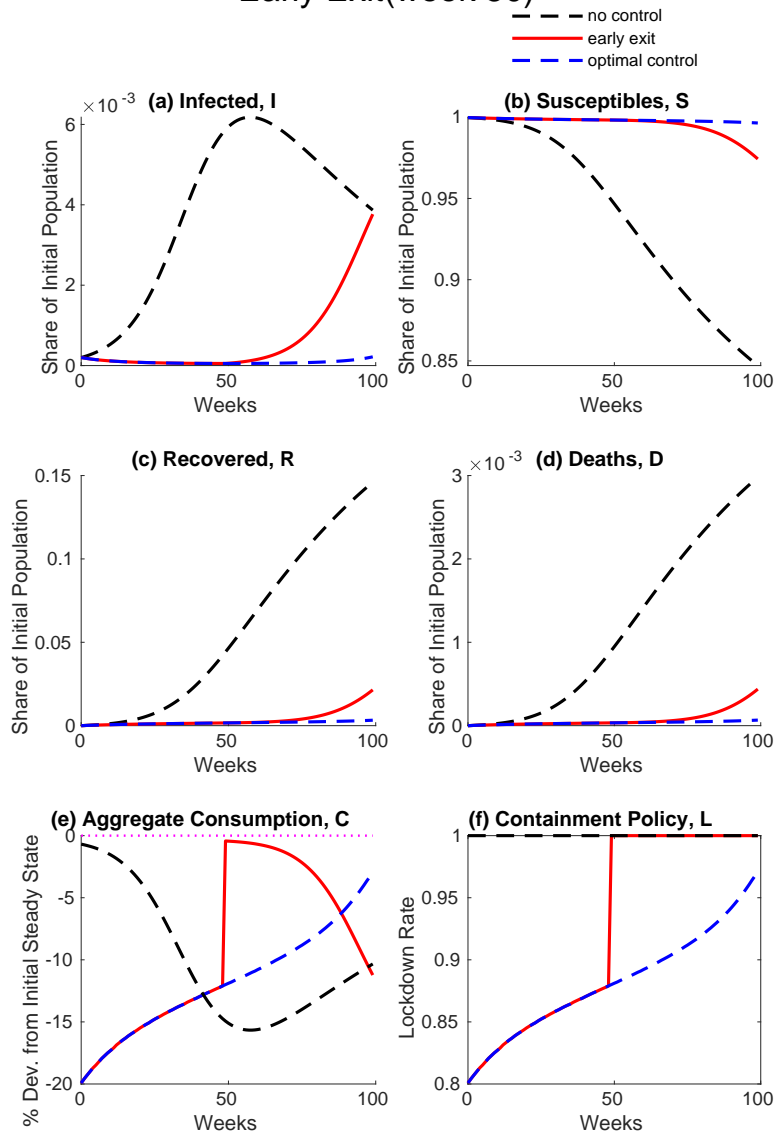 no control
early exit
optimal control
(a) Infected, I
(b) Susceptibles, S
× 10 -3
6
4
2
0
Share of Initial Population
0
50
100
Weeks
1
0.95
0.9
0.85
Share of Initial Population
0
50
100
Weeks
(c) Recovered, R
(d) Deaths, D
0.15
0.1
0.05
0
Share of Initial Population
0
50
100
Weeks
× 10 -3
3
2
1
0
Share of Initial Population
0
50
100
Weeks
(e) Aggregate Consumption, C
(f) Containment Policy, L
0
-5
-10
-15
-20
% Dev. from Initial Steady State
0
50
100
Weeks
1
0.95
0.9
0.85
0.8
Lockdown Rate
0
50
100
Weeks